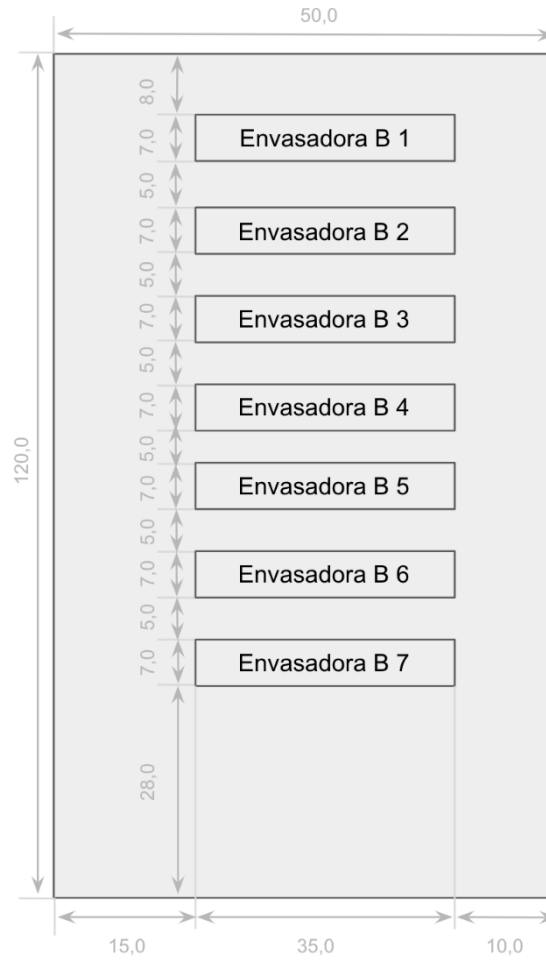 50,0
8,0
7,0
Envasadora B 1
5,0
7,0
Envasadora B 2
5,0
7,0
Envasadora B 3
5,0
7,0
Envasadora B 4
120,0
5,0
7,0
Envasadora B 5
5,0
7,0
Envasadora B 6
5,0
7,0
Envasadora B 7
28,0
15,0
35,0
10,0